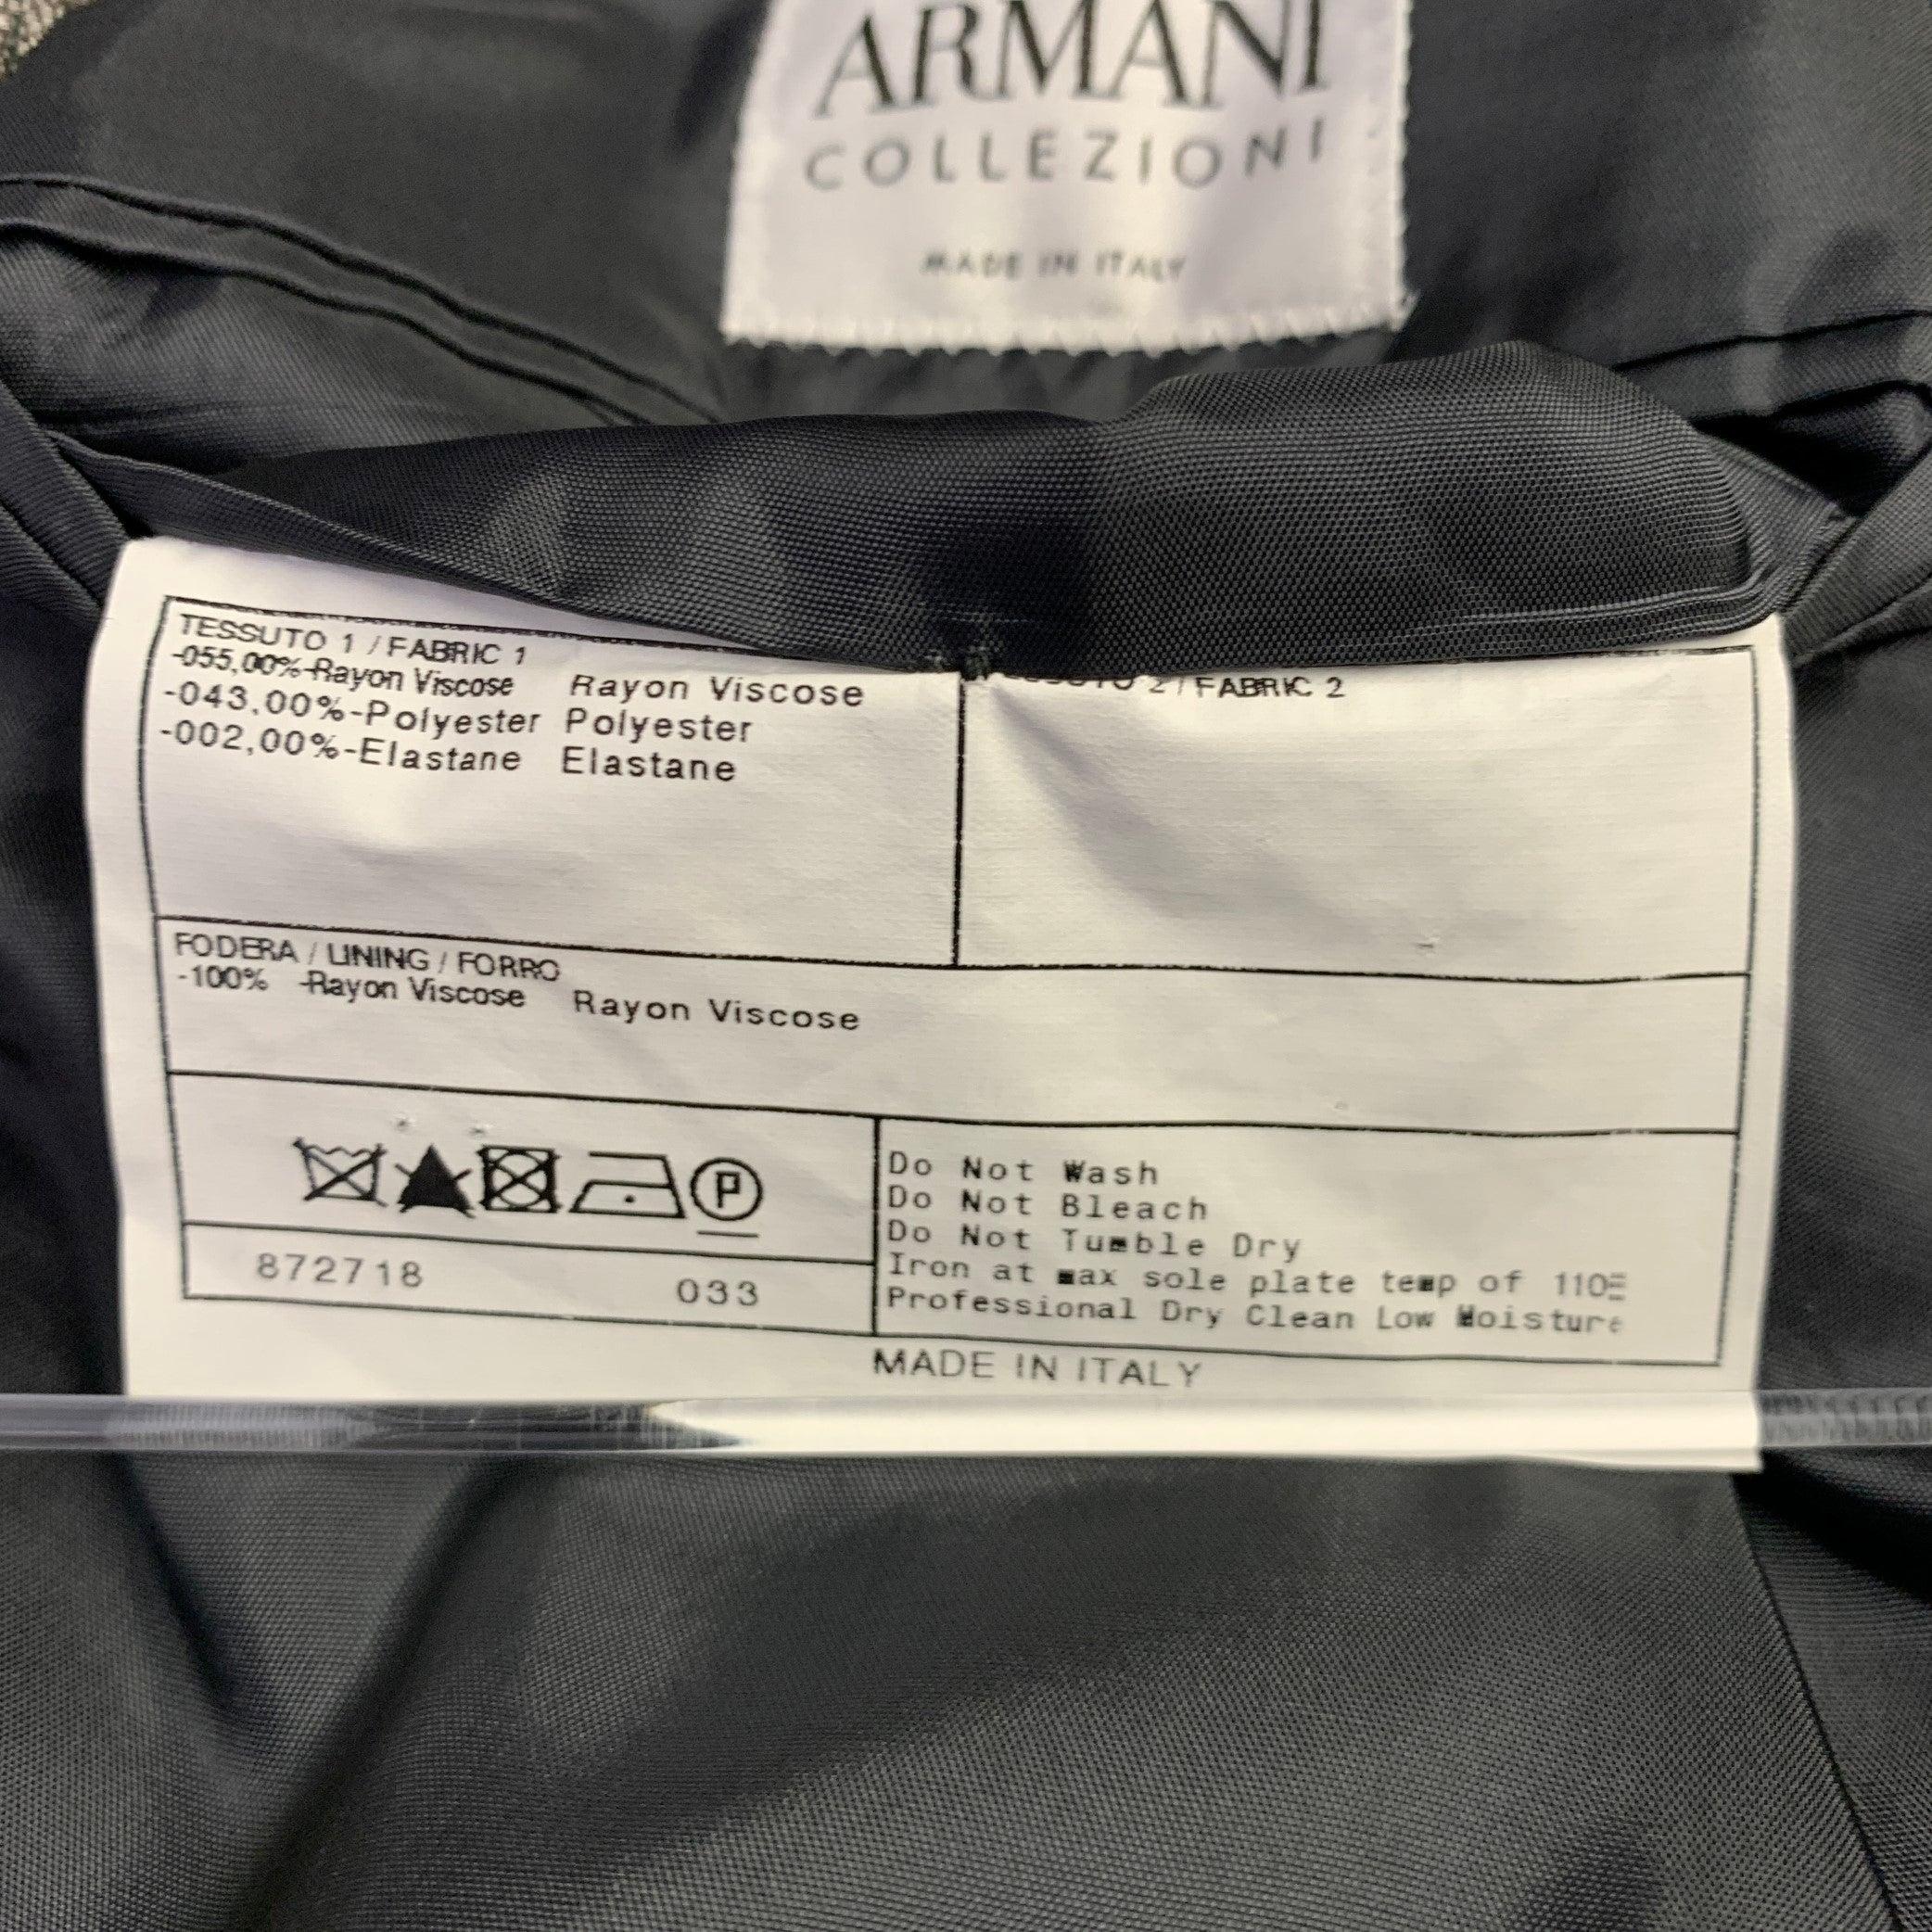 ARMANI
COLLEZIONI
MADE IN ITALY
TESSUTO 1 / FABRIC 1
-055,00%-Rayon Viscose Rayon Viscose
-043,00%-Polyester Polyester
-002,00%-Elastane Elastane
2 / FABRIC 2
FODERA / LINING / FORRO
-100% -Rayon Viscose Rayon Viscose
P
872718 033
Do Not Wash
Do Not Bleach
Do Not Tumble Dry
Iron at max sole plate temp of 110
Professional Dry Clean Low Moisture
MADE IN ITALY